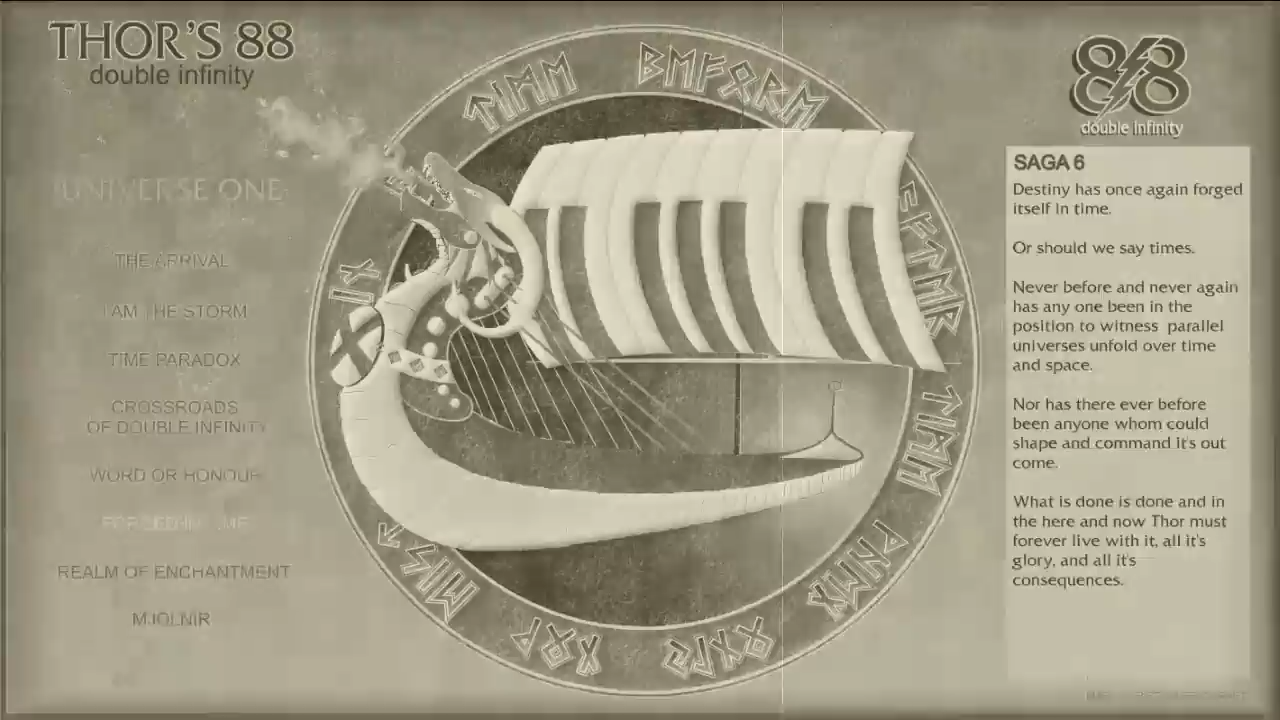 THOR'S 88
double infinity
UNIVERSE ONE
THE ARRIVAL
I AM THE STORM
TIME PARADOX
CROSSROADS
OF DOUBLE INFINITY
WORD OR HONOUR
REALM OF ENCHANTMENT
MJOLNIR
88
double infinity
SAGA 6
Destiny has once again forged
itself in time.
Or should we say times.
Never before and never again
has any one been in the
position to witness parallel
universes unfold over time
and space.
Nor has there ever before
been anyone whom could
shape and command it's out
come.
What is done is done and in
the here and now Thor must
forever live with it, all it's
glory, and all it's
consequences.